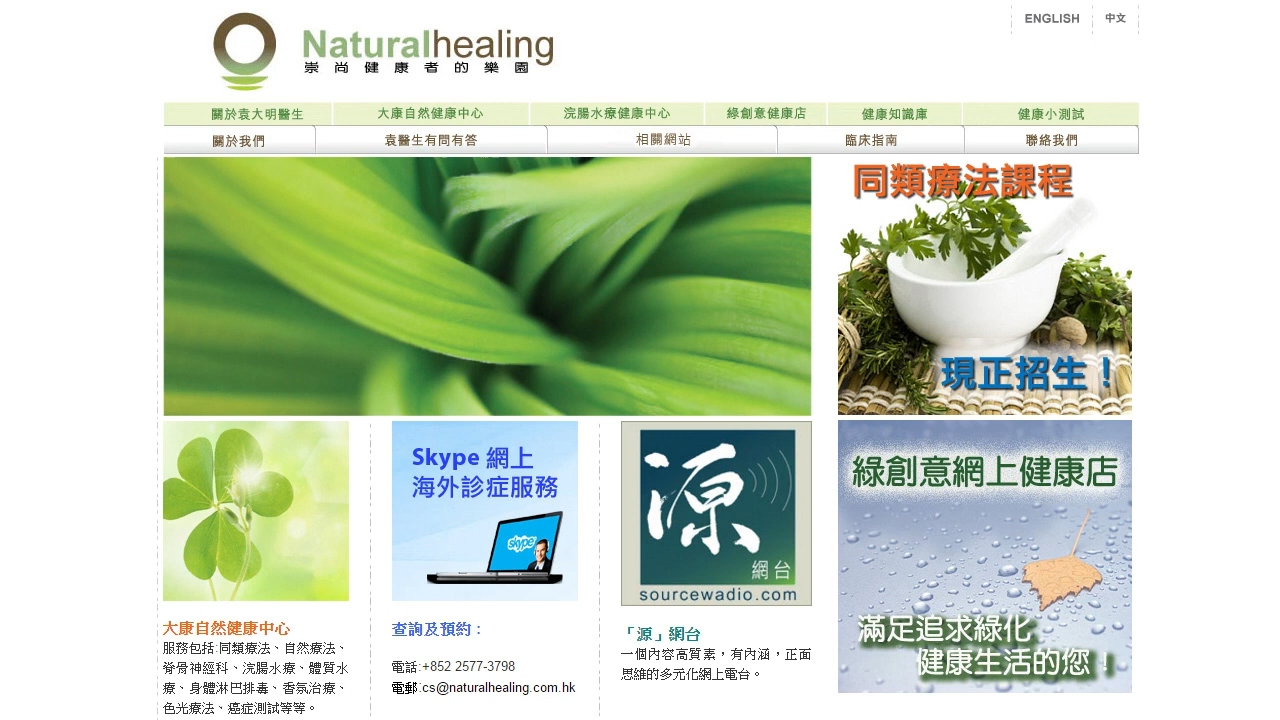 ENGLISH 中文
Naturalhealing
崇尚健康者的樂園
關於袁大明醫生 大康自然健康中心 浣腸水療健康中心 綠創意健康店 健康知識庫 健康小測試
關於我們 袁醫生有問有答 相關網站 臨床指南 聯絡我們
同類療法課程
現正招生！
Skype 網上
海外診症服務
skype
源
網台
sourcewadio.com
綠創意網上健康店
滿足追求綠化
健康生活的您！
大康自然健康中心
服務包括:同類療法、自然療法、
脊骨神經科、浣腸水療、體質水
療、身體淋巴排毒、香氛治療、
色光療法、癌症測試等等。
查詢及預約：
電話:+852 2577-3798
電郵:cs@naturalhealing.com.hk
「源」網台
一個內容高質素，有內涵，正面
思維的多元化網上電台。